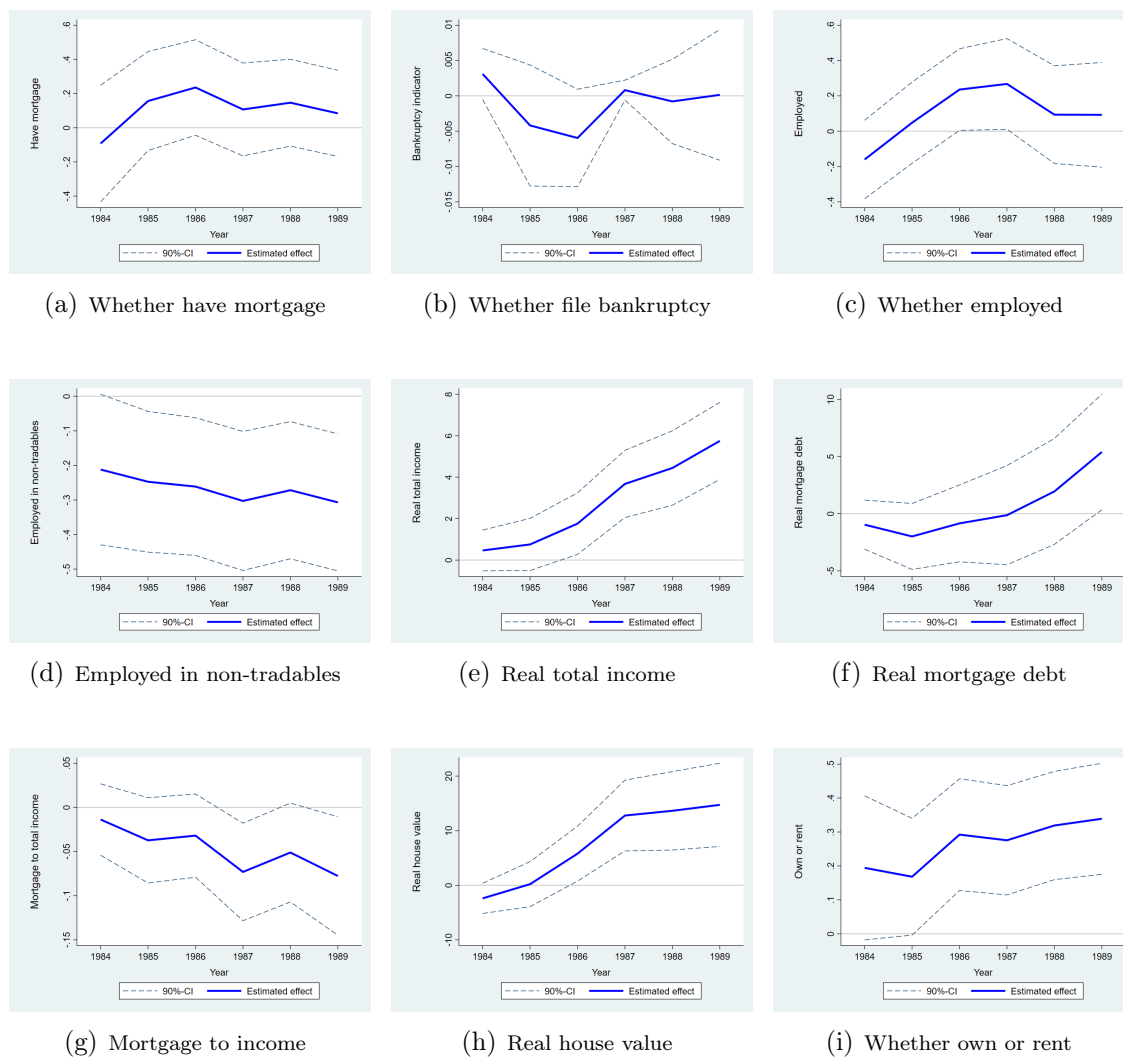 Have mortgage
.6
.4
.2
0
-.2
-.4
1984 1985 1986 1987 1988 1989
Year
90%-CI Estimated effect
(a) Whether have mortgage
Bankruptcy indicator
.01
.005
0
-.005
-.01
-.015
1984 1985 1986 1987 1988 1989
Year
90%-CI Estimated effect
(b) Whether file bankruptcy
Employed
.6
.4
.2
0
-.2
-.4
1984 1985 1986 1987 1988 1989
Year
90%-CI Estimated effect
(c) Whether employed
Employed in non-tradables
0
-.1
-.2
-.3
-.4
-.5
1984 1985 1986 1987 1988 1989
Year
90%-CI Estimated effect
(d) Employed in non-tradables
Real total income
8
6
4
2
0
1984 1985 1986 1987 1988 1989
Year
90%-CI Estimated effect
(e) Real total income
Real mortgage debt
10
5
0
-5
1984 1985 1986 1987 1988 1989
Year
90%-CI Estimated effect
(f) Real mortgage debt
Mortgage to total income
.05
0
-.05
-.1
-.15
1984 1985 1986 1987 1988 1989
Year
90%-CI Estimated effect
(g) Mortgage to income
Real house value
20
10
0
-10
1984 1985 1986 1987 1988 1989
Year
90%-CI Estimated effect
(h) Real house value
Own or rent
.5
.4
.3
.2
.1
0
1984 1985 1986 1987 1988 1989
Year
90%-CI Estimated effect
(i) Whether own or rent